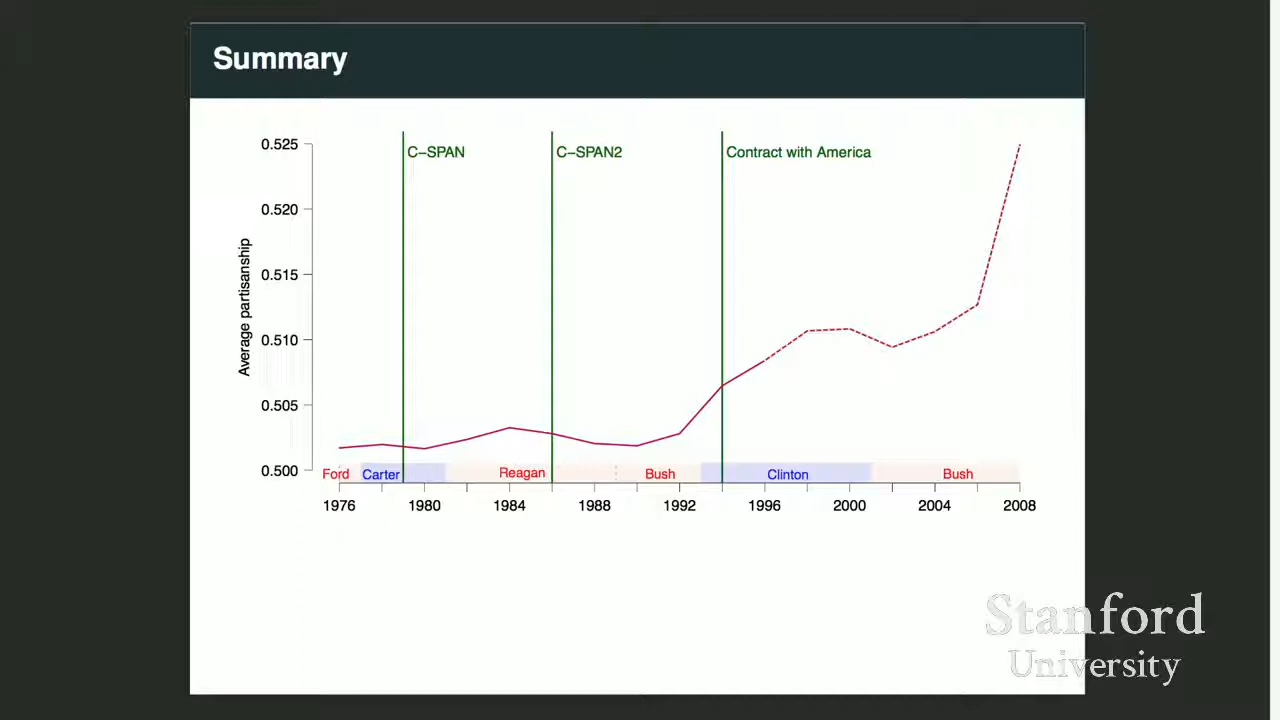 Summary
0.525
0.520
0.515
0.510
0.505
0.500
Average partisanship
C-SPAN
C-SPAN2
Contract with America
Ford
Carter
Reagan
Bush
Clinton
Bush
1976
1980
1984
1988
1992
1996
2000
2004
2008
Stanford
University